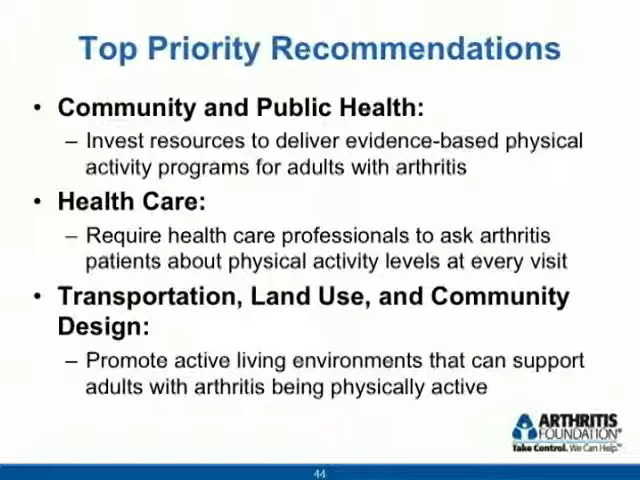 Top Priority Recommendations
• Community and Public Health:
– Invest resources to deliver evidence-based physical
activity programs for adults with arthritis
• Health Care:
– Require health care professionals to ask arthritis
patients about physical activity levels at every visit
• Transportation, Land Use, and Community
Design:
– Promote active living environments that can support
adults with arthritis being physically active
ARTHRITIS
FOUNDATION®
Take Control. We Can Help.™
44